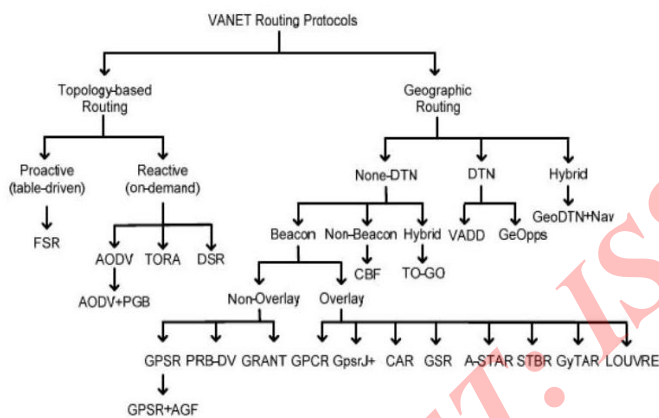 VANET Routing Protocols
Topology-based
Routing
Geographic
Routing
Proactive
(table-driven)
Reactive
(on-demand)
None-DTN
DTN
Hybrid
FSR
GeoDTN+Nav
Beacon
Non-Beacon
Hybrid
VADD
GeOpps
AODV
TORA
DSR
CBF
TO-GO
AODV+PGB
Non-Overlay
Overlay
GPSR
PRB-DV
GRANT
GPCR
GpsrJ+
CAR
GSR
A-STAR
STBR
GyTAR
LOUVRE
GPSR+AGF
T: IS